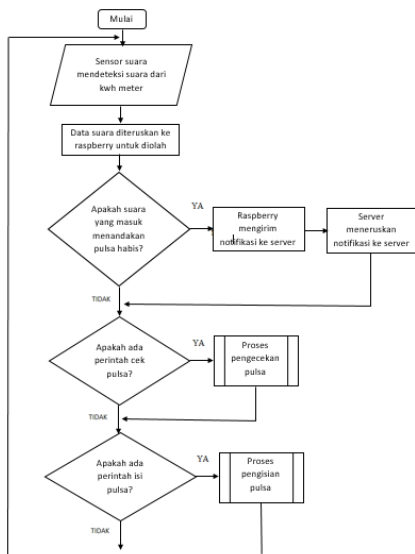 Mulai
Sensor suara
mendeteksi suara dari
kwh meter
Data suara diteruskan ke
raspberry untuk diolah
Apakah suara
yang masuk
menandakan
pulsa habis?
YA
Raspberry
mengirim
notifikasi ke server
Server
meneruskan
notifikasi ke server
TIDAK
Apakah ada
perintah cek
pulsa?
YA
Proses
pengecekan
pulsa
TIDAK
Apakah ada
perintah isi
pulsa?
YA
Proses
pengisian
pulsa
TIDAK